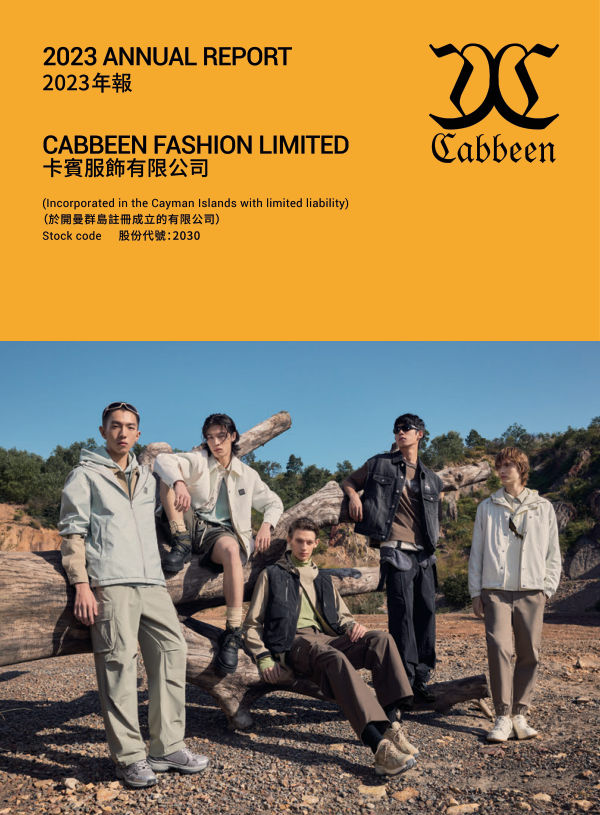 2023 ANNUAL REPORT
2023年報
Cabbeen
CABBEEN FASHION LIMITED
卡賓服飾有限公司
(Incorporated in the Cayman Islands with limited liability)
（於開曼群島註冊成立的有限公司）
Stock code 股份代號：2030